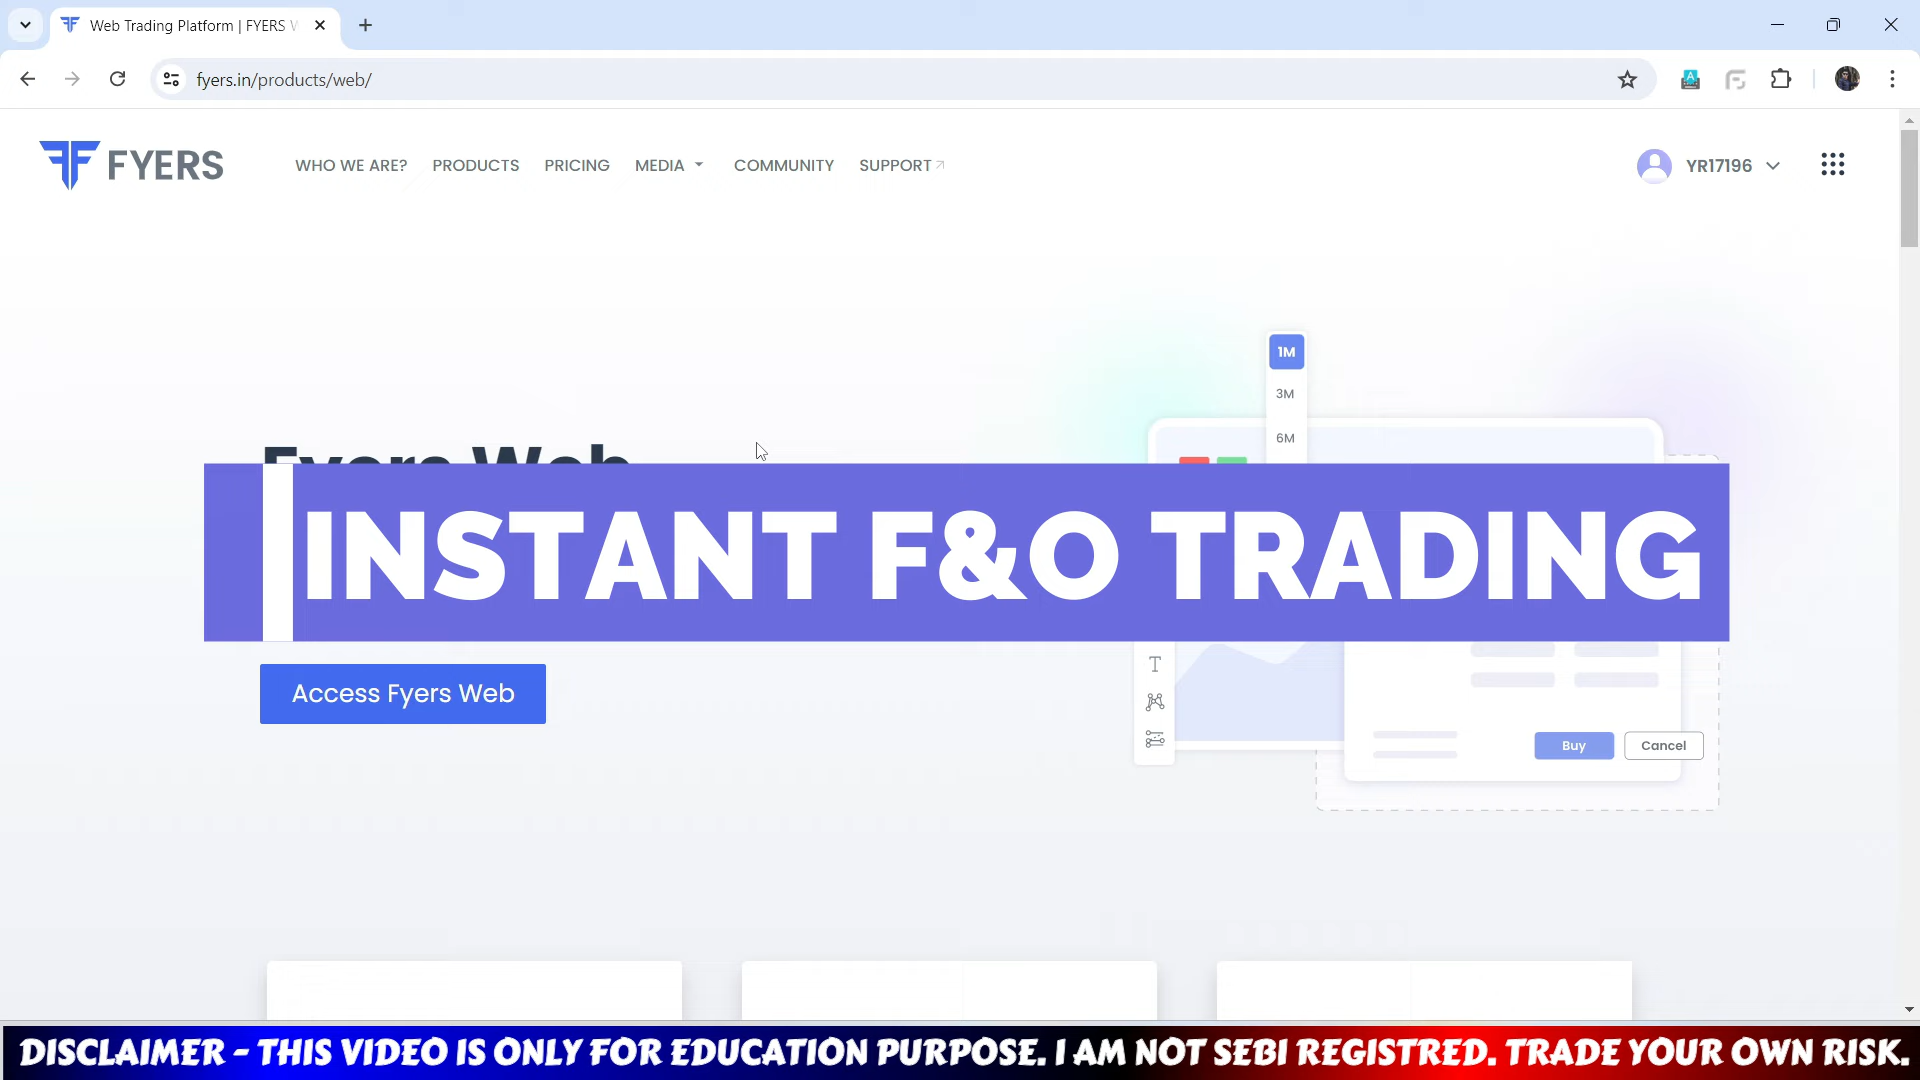 Web Trading Platform | FYERS
fyers.in/products/web/
FYERS
WHO WE ARE?
PRODUCTS
PRICING
MEDIA
COMMUNITY
SUPPORT
YR17196
1M
3M
6M
Fyers Web
INSTANT F&O TRADING
Access Fyers Web
T
Buy
Cancel
DISCLAIMER - THIS VIDEO IS ONLY FOR EDUCATION PURPOSE. I AM NOT SEBI REGISTRED. TRADE YOUR OWN RISK.